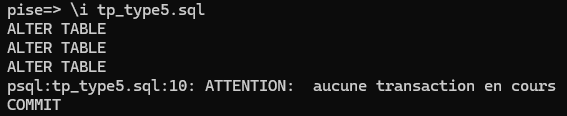 pise=> \i tp_type5.sql
ALTER TABLE
ALTER TABLE
ALTER TABLE
psql:tp_type5.sql:10: ATTENTION:  aucune transaction en cours
COMMIT